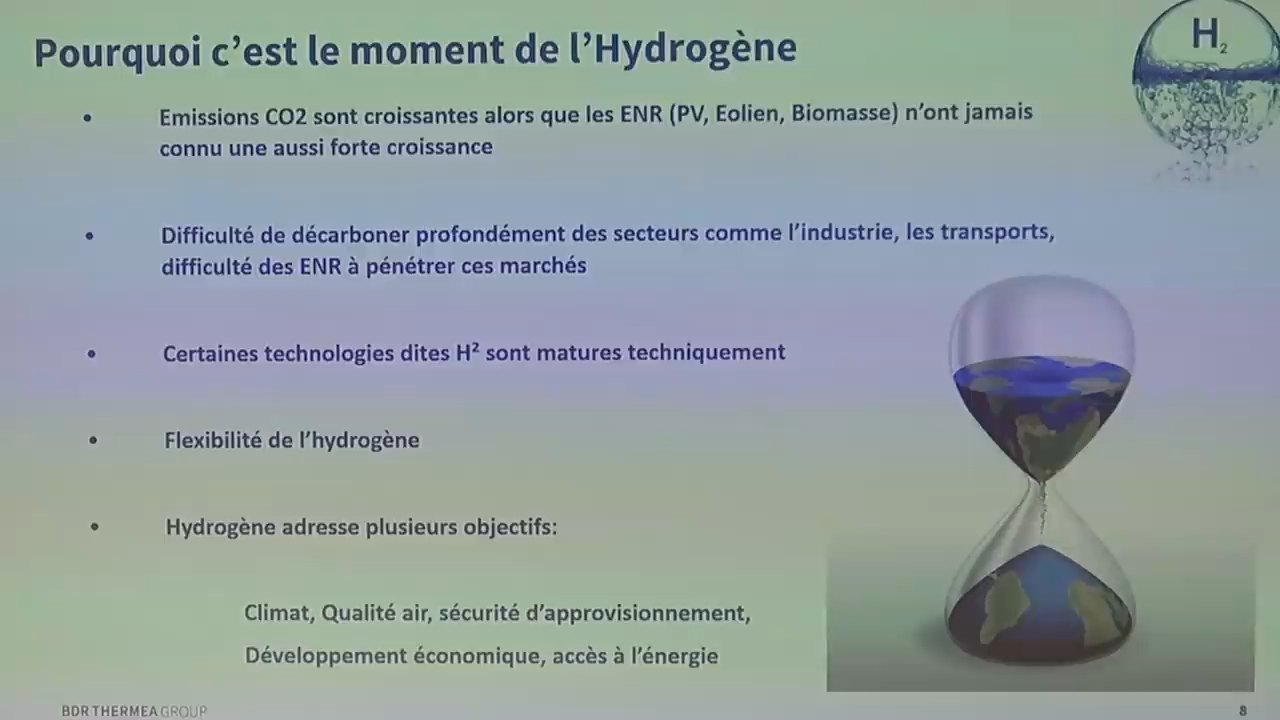 Pourquoi c'est le moment de l'Hydrogène
H₂
• Emissions CO2 sont croissantes alors que les ENR (PV, Eolien, Biomasse) n'ont jamais
connu une aussi forte croissance
• Difficulté de décarboner profondément des secteurs comme l'industrie, les transports,
difficulté des ENR à pénétrer ces marchés
• Certaines technologies dites H² sont matures techniquement
• Flexibilité de l'hydrogène
• Hydrogène adresse plusieurs objectifs:
Climat, Qualité air, sécurité d'approvisionnement,
Développement économique, accès à l'énergie
BDR THERMEA GROUP
8